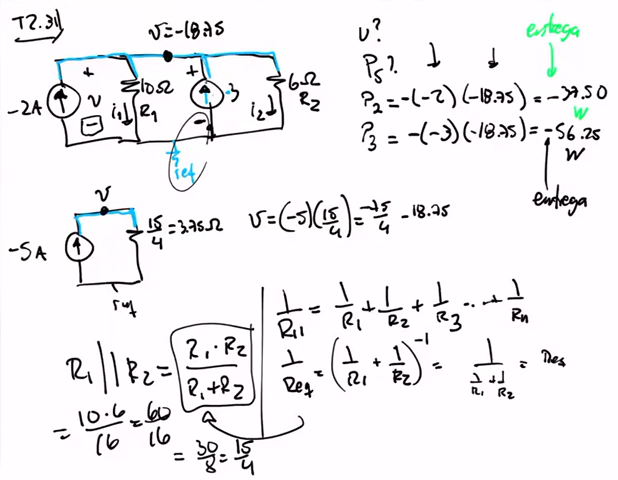 T2.31)
v=-18.75
-2A
+
v
-
i₁
10Ω
R₁
+
-3
-
i₂
6Ω
R₂
ref
v?
Ps?
entrega
P₂ = -(-2)(-18.75) = -37.50
W
P₃ = -(-3)(-18.75) = -56.25
W
entrega
v
-5A
15/4 = 3.75Ω
ref
v = (-5)(15/4) = -75/4 -18.75
R₁ || R₂ = R₁·R₂ / R₁+R₂
= 10·6/16 = 60/16
= 30/8 = 15/4
1/R₁₁ = 1/R₁ + 1/R₂ + 1/R₃ ... + 1/Rn
1/Req = (1/R₁ + 1/R₂)⁻¹ = 1 / 1/R₁ + 1/R₂ =